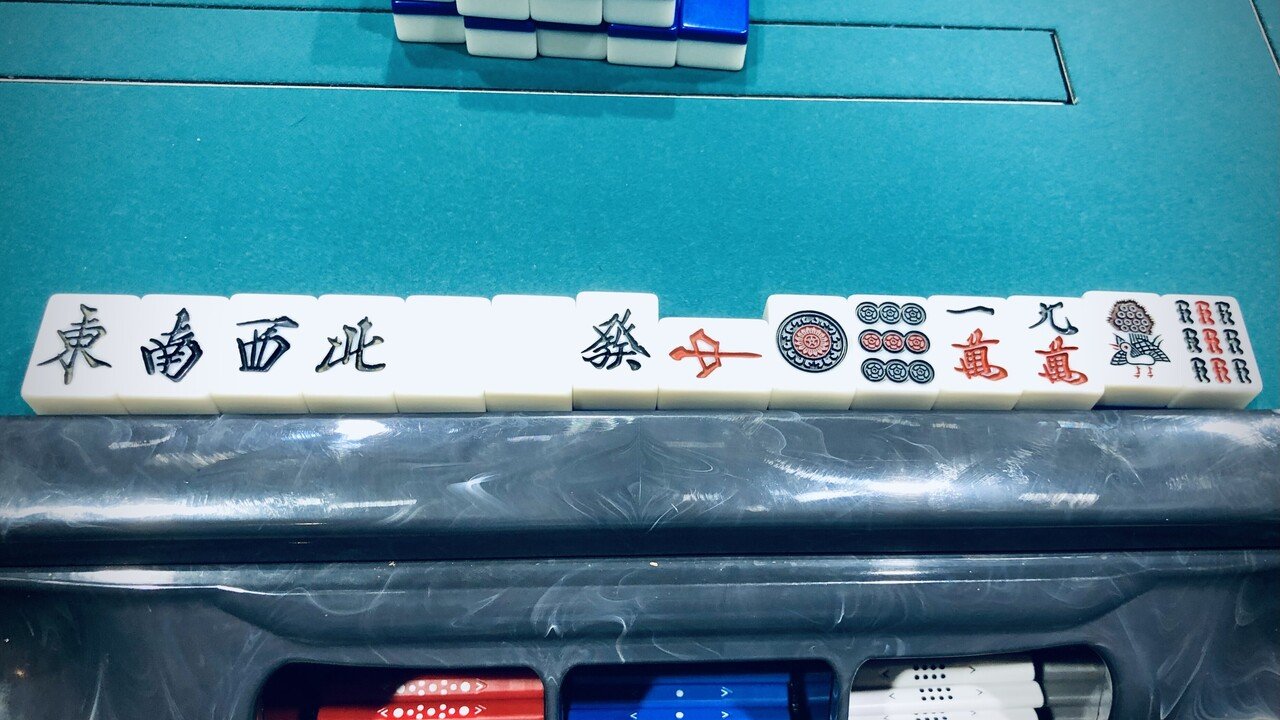 東 南 西 北 發 中 一萬 九萬